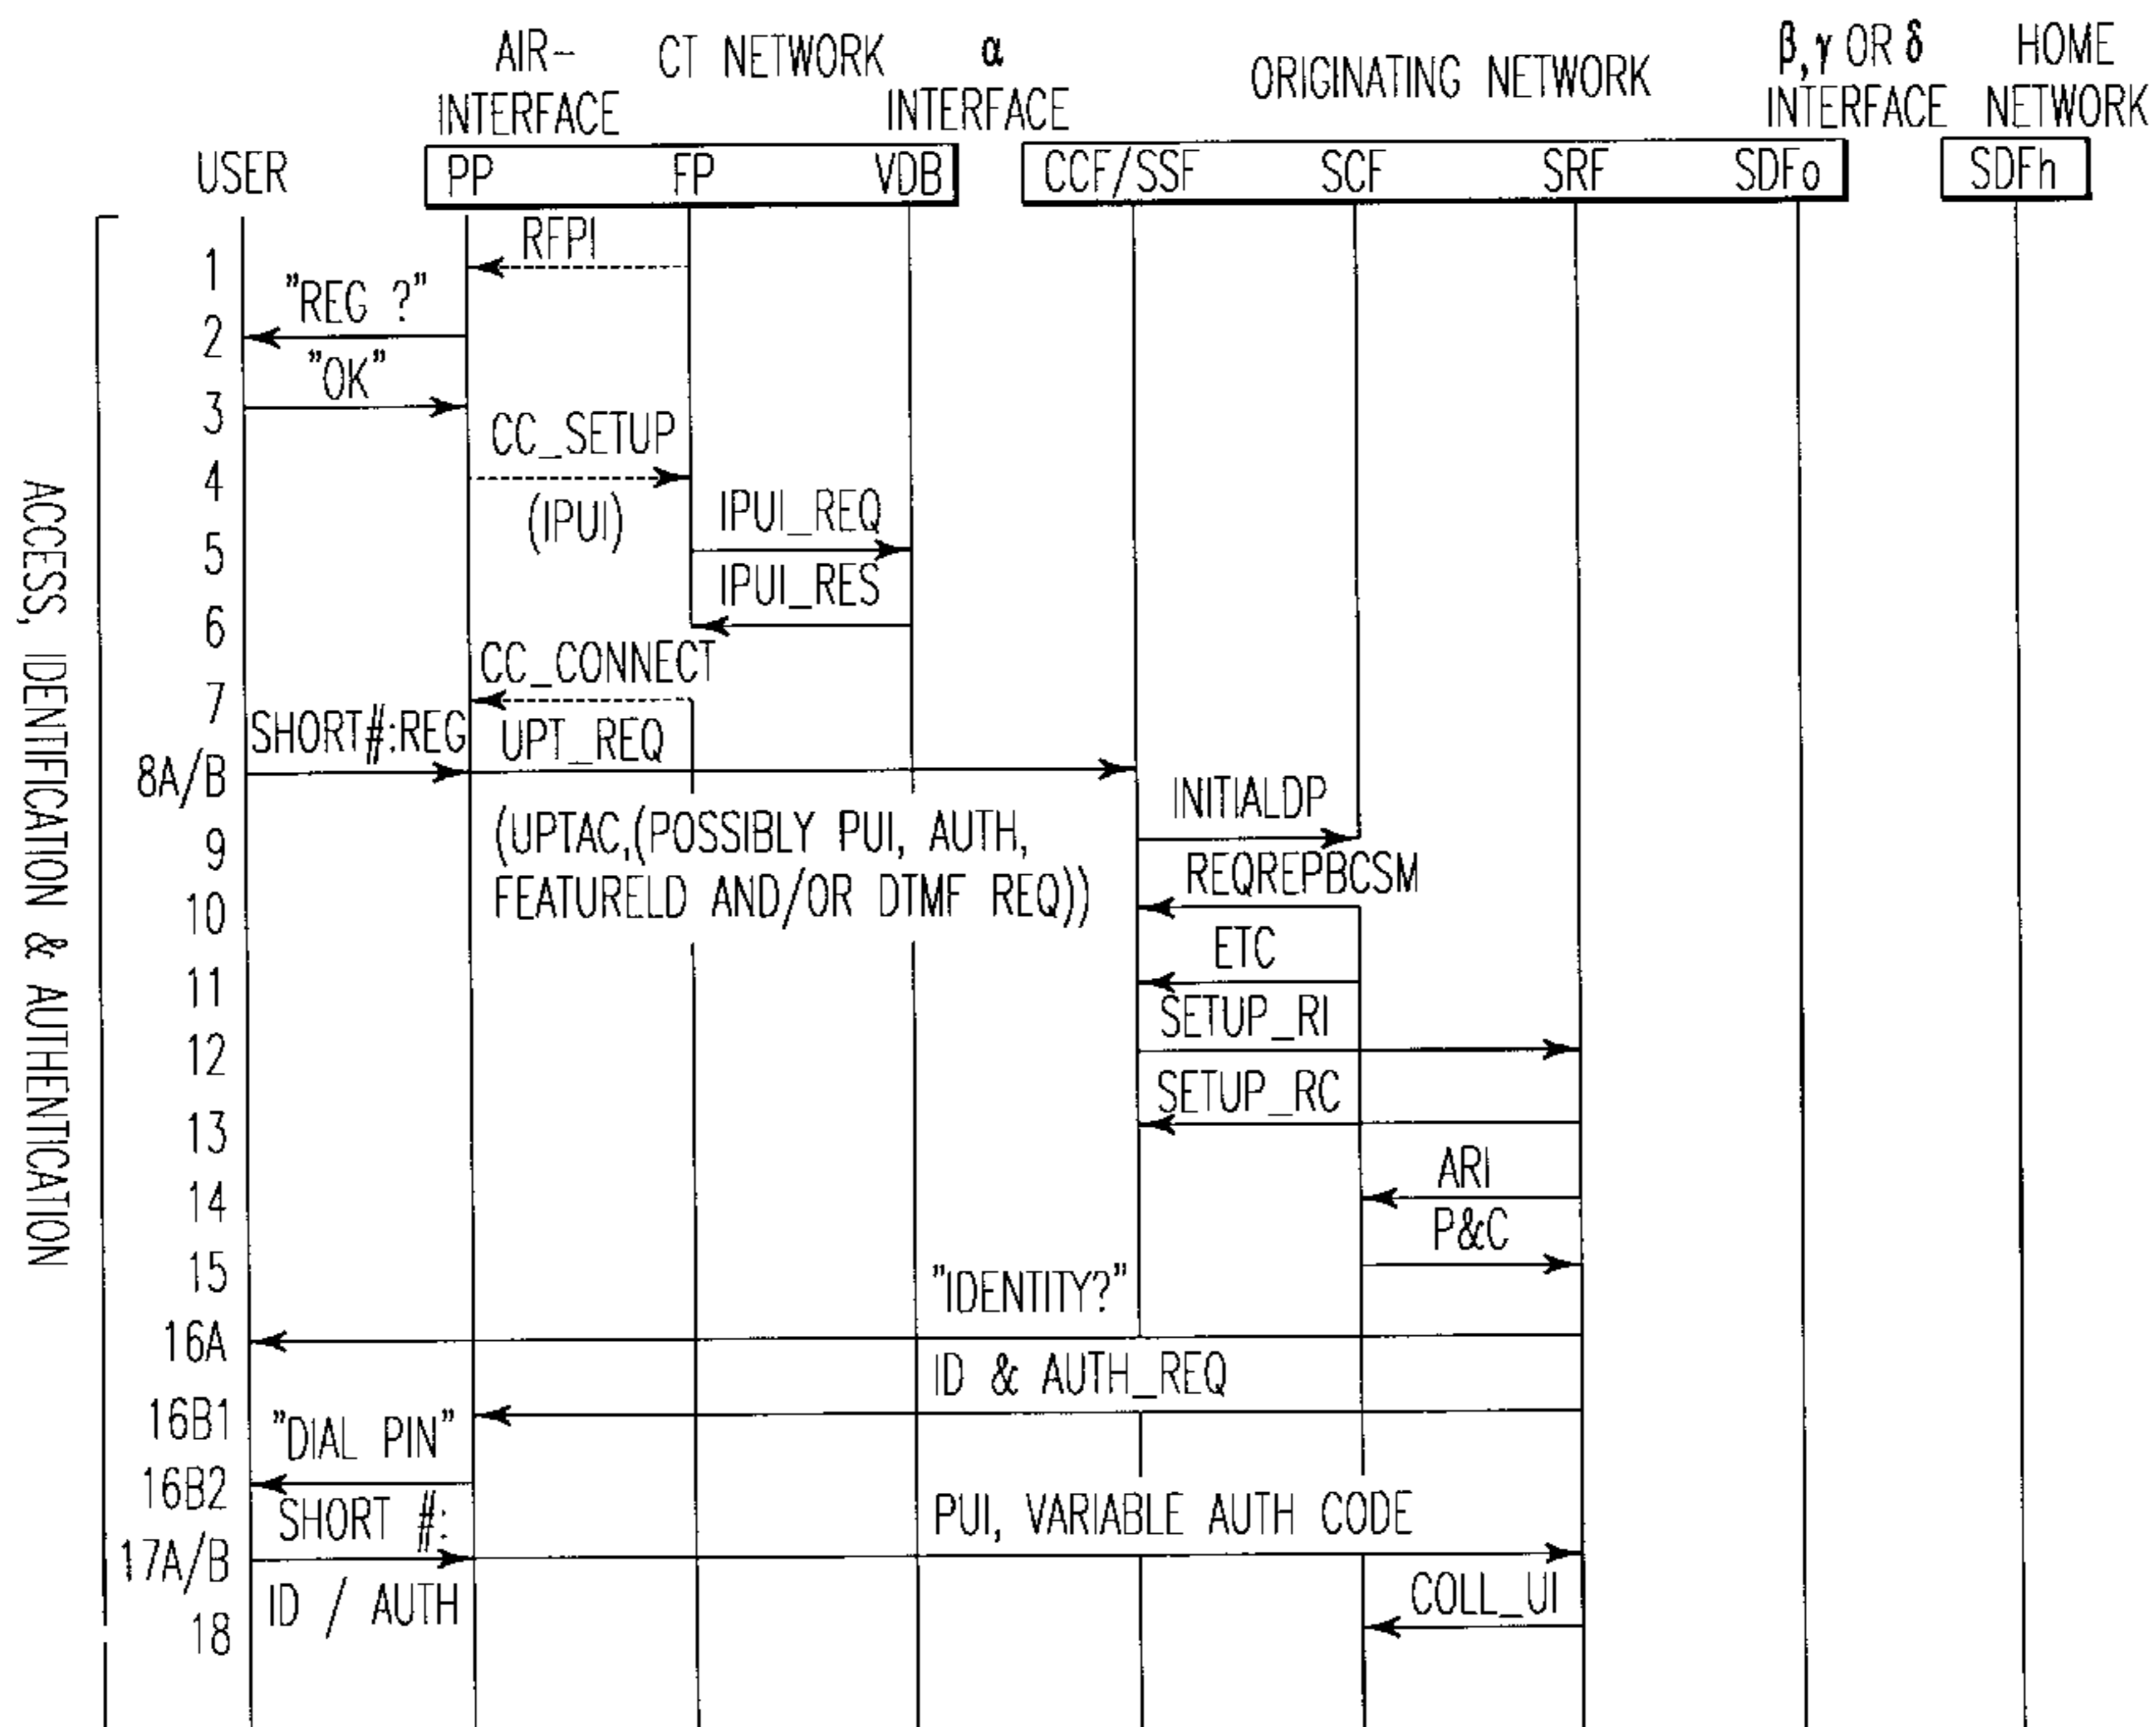 AIR-
INTERFACE
CT NETWORK
α
INTERFACE
ORIGINATING NETWORK
β, γ OR δ
INTERFACE
HOME
NETWORK
USER
PP
FP
VDB
CCF/SSF
SCF
SRF
SDFo
SDFh
ACCESS, IDENTIFICATION & AUTHENTICATION
1
RFPI
2
"REG ?"
3
"OK"
4
CC_SETUP
(IPUI)
5
IPUI_REQ
6
IPUI_RES
7
CC_CONNECT
8A/B
SHORT#:REG
UPT_REQ
(UPTAC,(POSSIBLY PUI, AUTH,
FEATURELD AND/OR DTMF REQ))
9
INITIALDP
10
REQREPBCSM
11
ETC
12
SETUP_RI
13
SETUP_RC
14
ARI
15
P&C
16A
"IDENTITY?"
16B1
ID & AUTH_REQ
16B2
"DIAL PIN"
17A/B
SHORT #:
ID / AUTH
PUI, VARIABLE AUTH CODE
18
COLL_UI